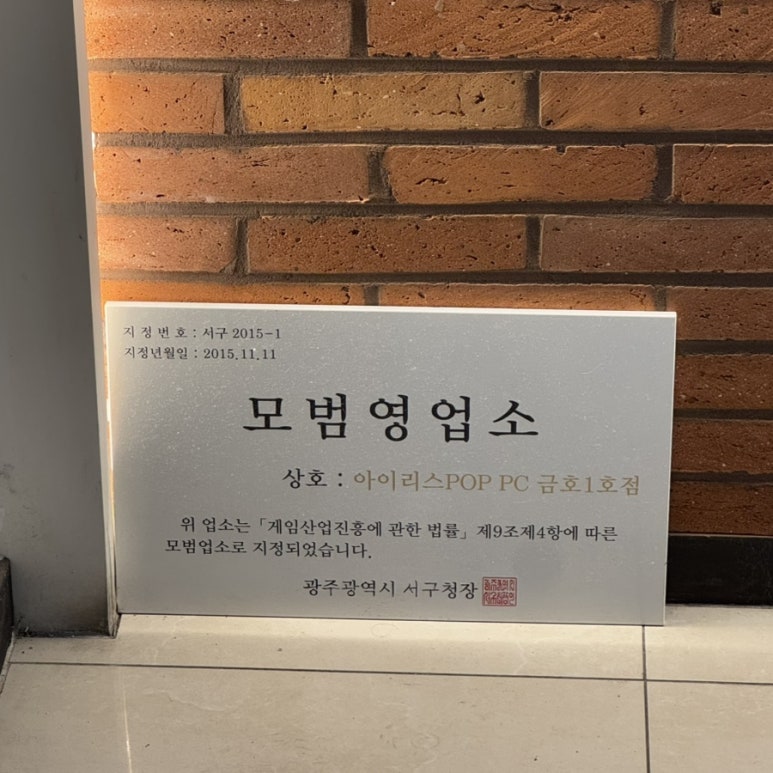 지 정 번 호 : 서구 2015-1
지정년월일 : 2015.11.11
모범영업소
상호 : 아이리스POP PC 금호1호점
위 업소는 「게임산업진흥에 관한 법률」 제9조제4항에 따른
모범업소로 지정되었습니다.
광주광역시 서구청장